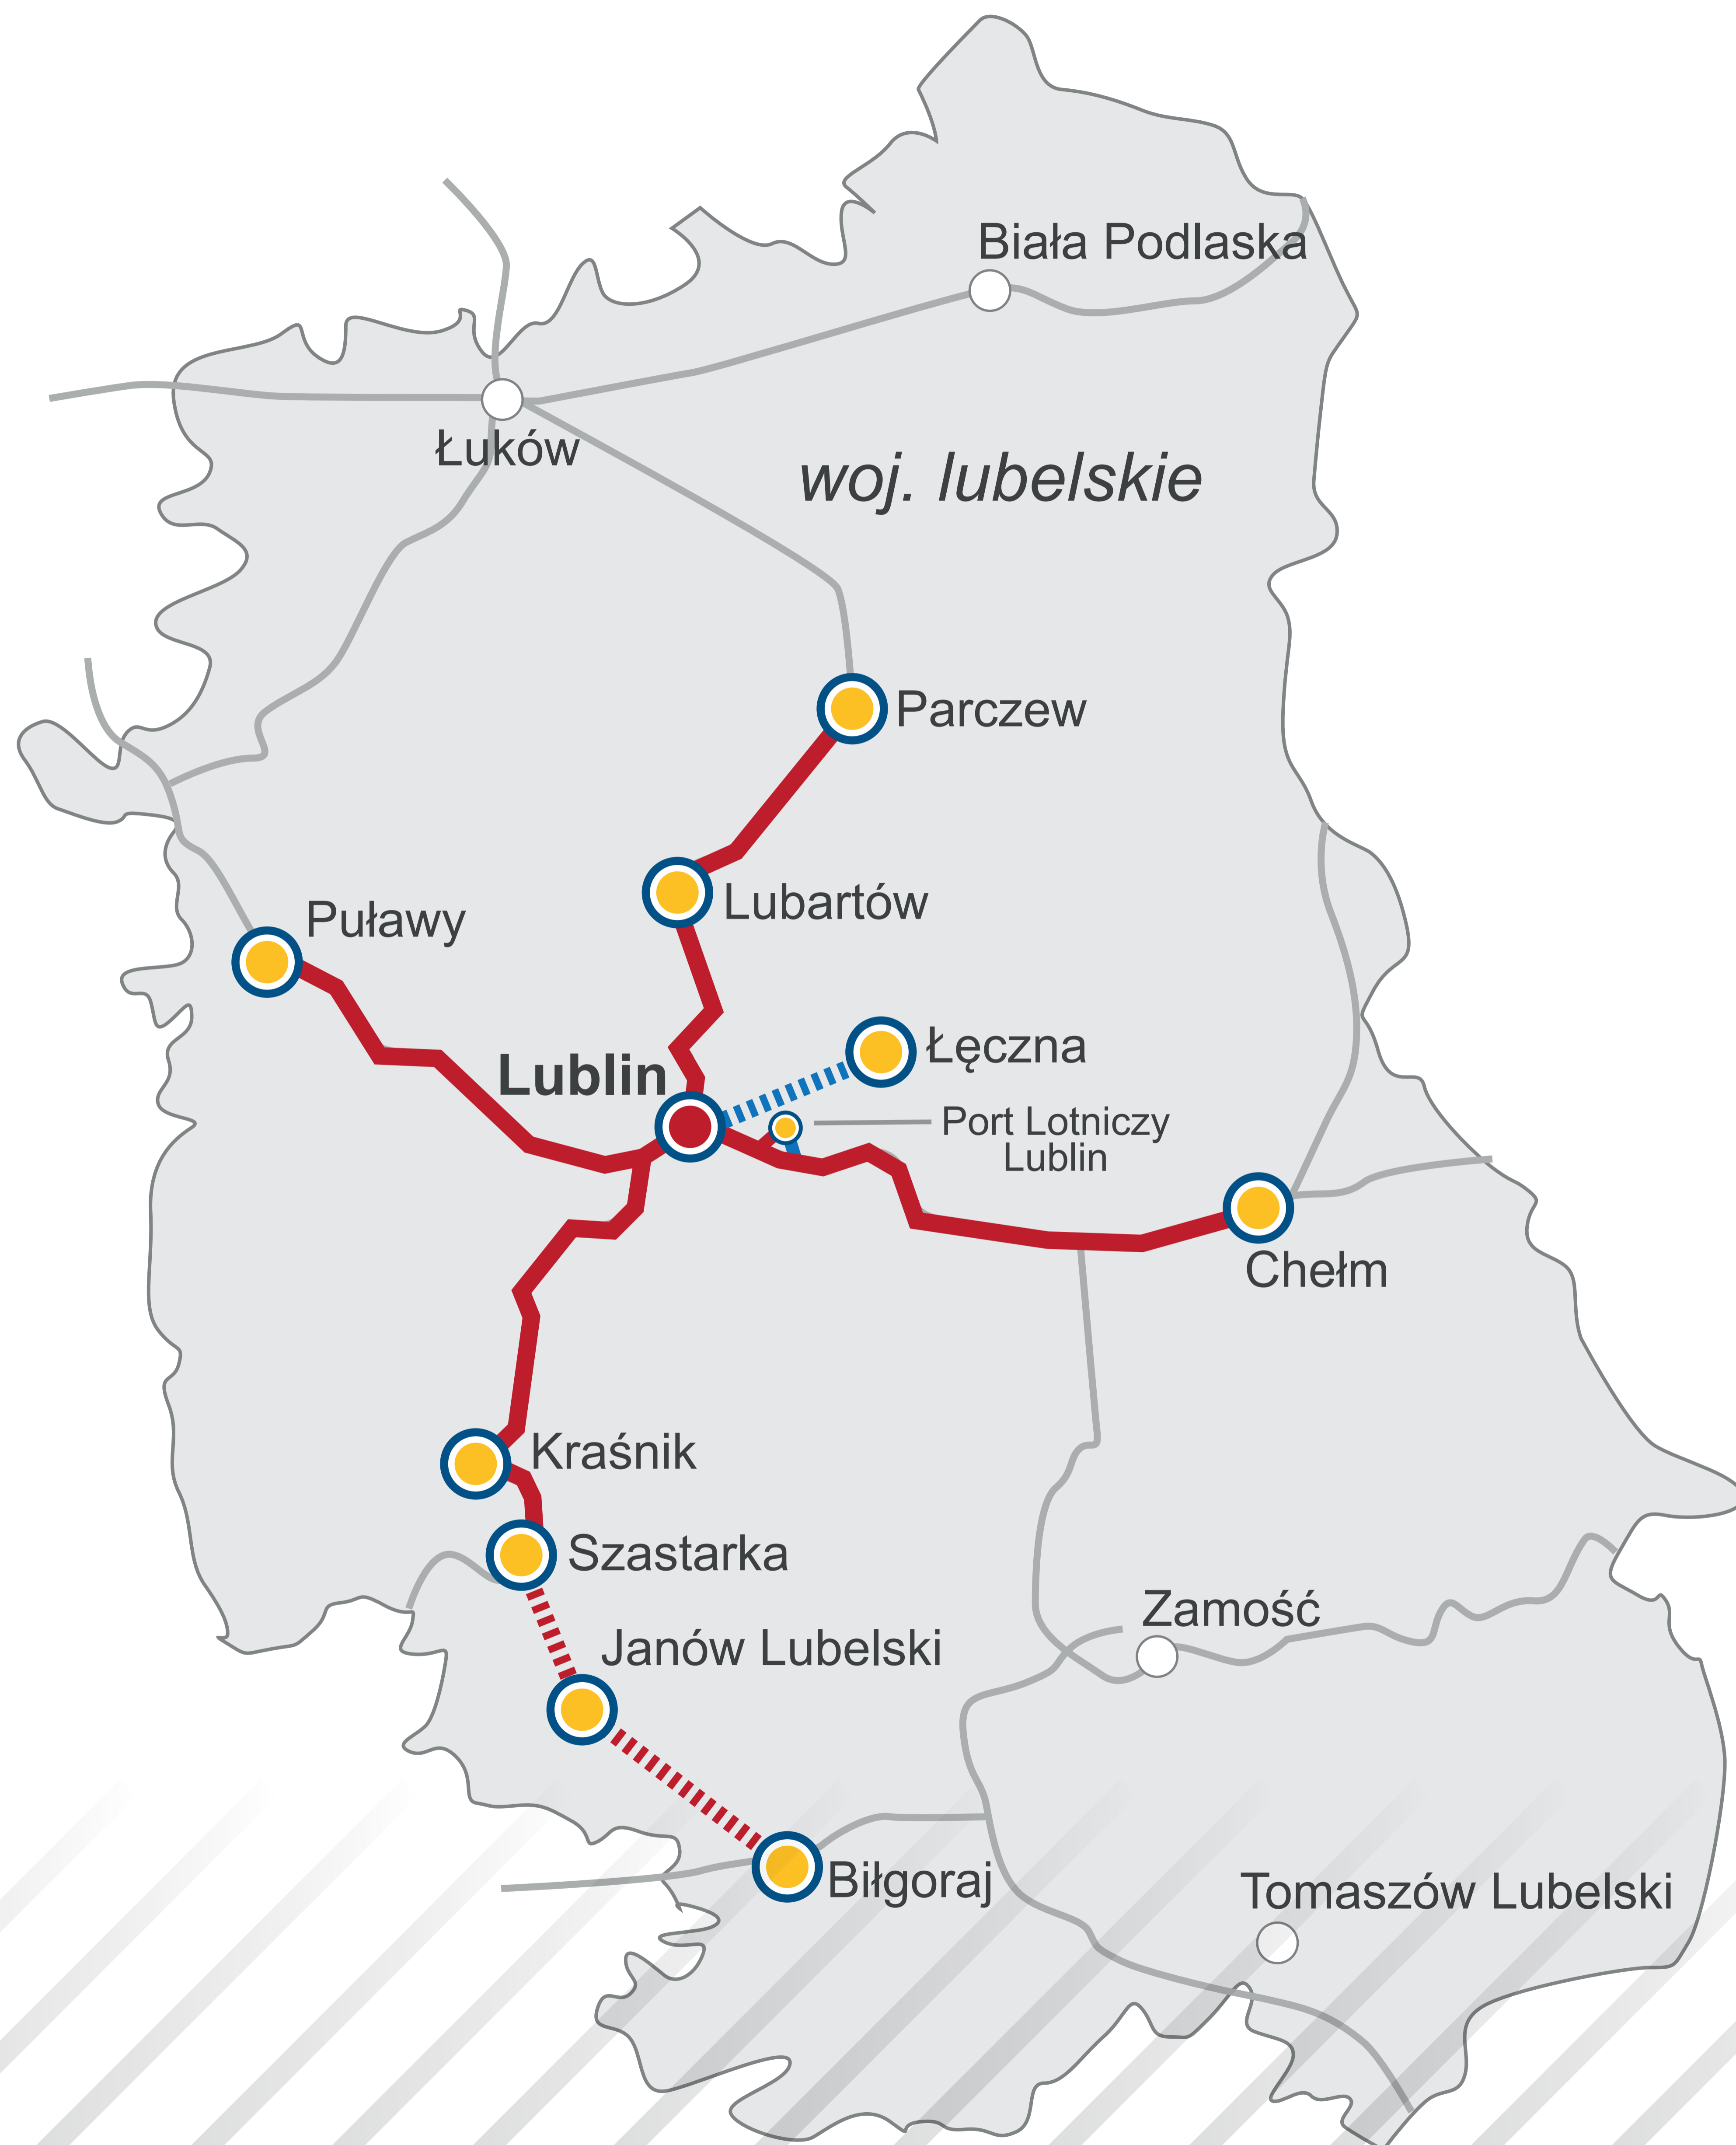 Biała Podlaska
Łuków
woj. lubelskie
Parczew
Lubartów
Puławy
Łęczna
Lublin
Port Lotniczy
Lublin
Chełm
Kraśnik
Szastarka
Zamość
Janów Lubelski
Biłgoraj
Tomaszów Lubelski